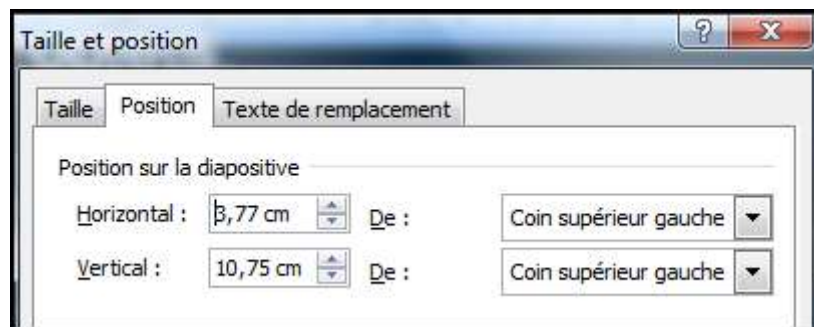 Taille et position
Taille Position Texte de remplacement
Position sur la diapositive
Horizontal : 3,77 cm De : Coin supérieur gauche
Vertical : 10,75 cm De : Coin supérieur gauche